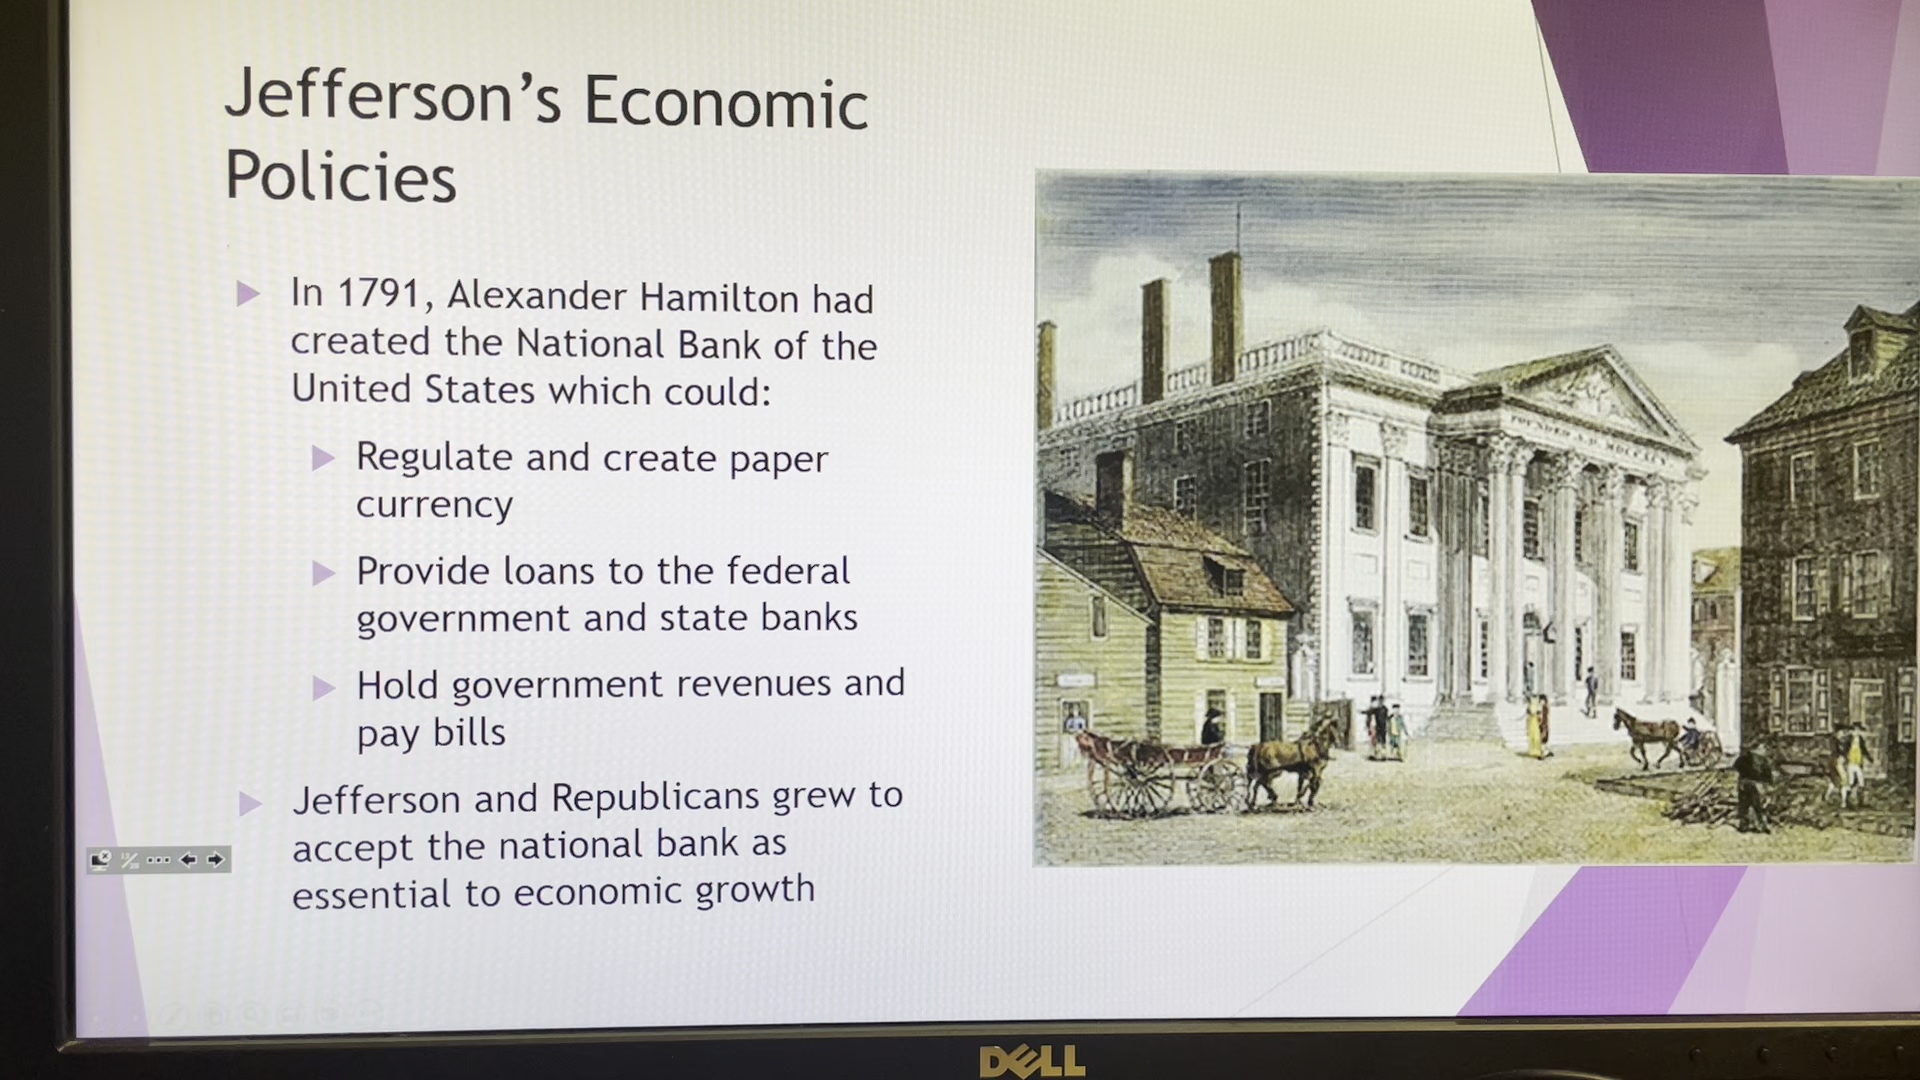 Jefferson's Economic
Policies
In 1791, Alexander Hamilton had
created the National Bank of the
United States which could:
Regulate and create paper
currency
Provide loans to the federal
government and state banks
Hold government revenues and
pay bills
Jefferson and Republicans grew to
accept the national bank as
essential to economic growth
DELL